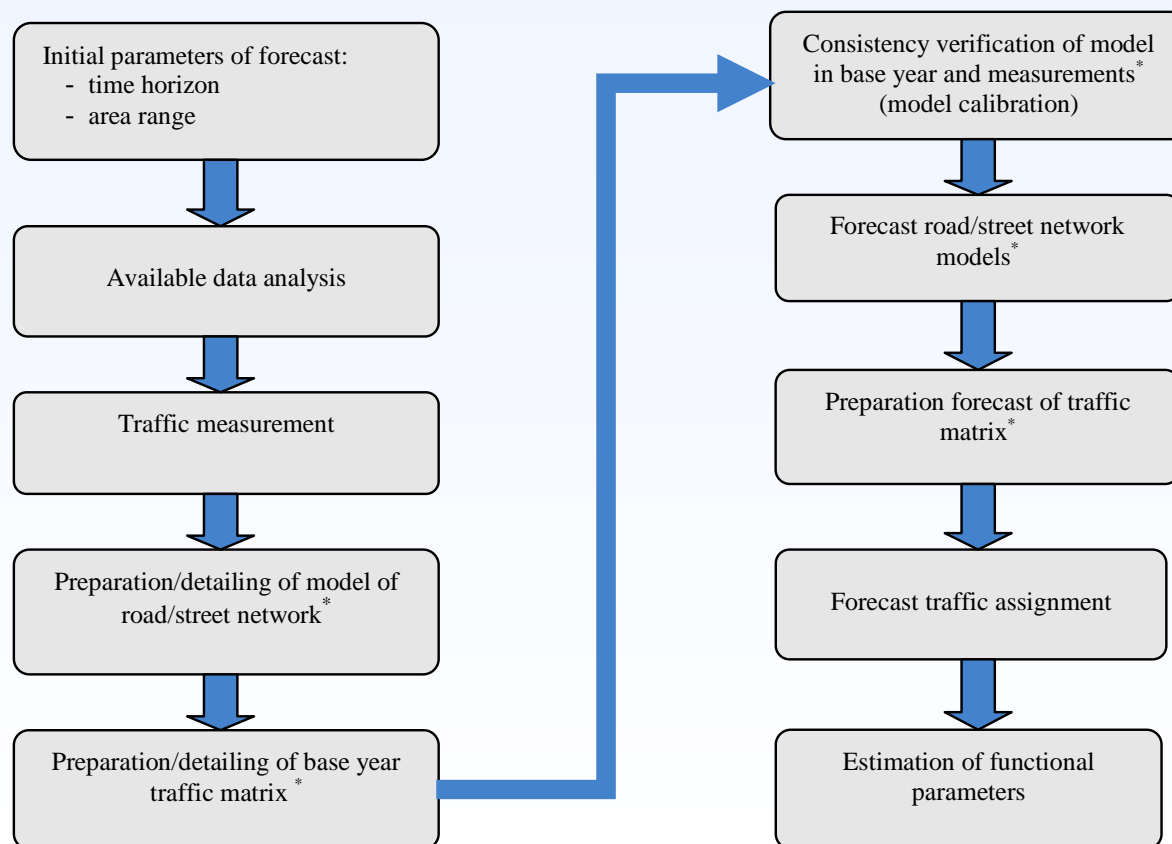 Initial parameters of forecast:
- time horizon
- area range
Available data analysis
Traffic measurement
Preparation/detailing of model of
road/street network*
Preparation/detailing of base year
traffic matrix *
Consistency verification of model
in base year and measurements*
(model calibration)
Forecast road/street network
models*
Preparation forecast of traffic
matrix*
Forecast traffic assignment
Estimation of functional
parameters